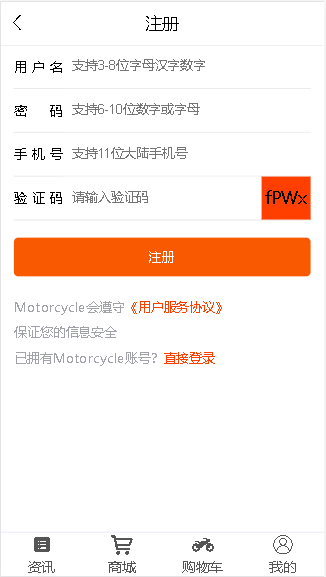 注册
用户名 支持3-8位字母汉字数字
密码 支持6-10位数字或字母
手机号 支持11位大陆手机号
验证码 请输入验证码 fPWx
注册
Motorcycle会遵守《用户服务协议》
保证您的信息安全
已拥有Motorcycle账号？直接登录
资讯 商城 购物车 我的